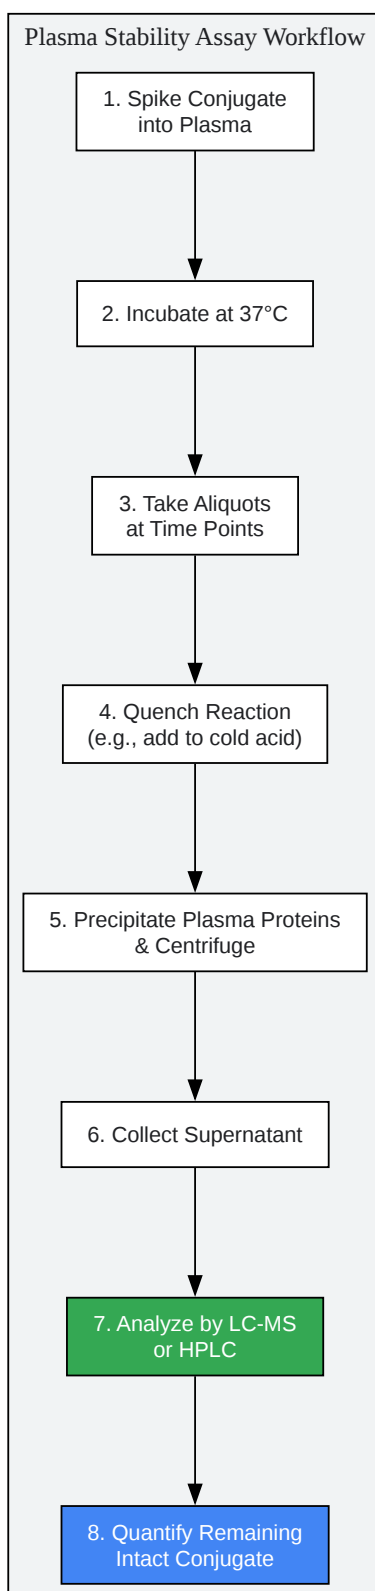 Plasma Stability Assay Workflow
1. Spike Conjugate
into Plasma
2. Incubate at 37°C
3. Take Aliquots
at Time Points
4. Quench Reaction
(e.g., add to cold acid)
5. Precipitate Plasma Proteins
& Centrifuge
6. Collect Supernatant
7. Analyze by LC-MS
or HPLC
8. Quantify Remaining
Intact Conjugate